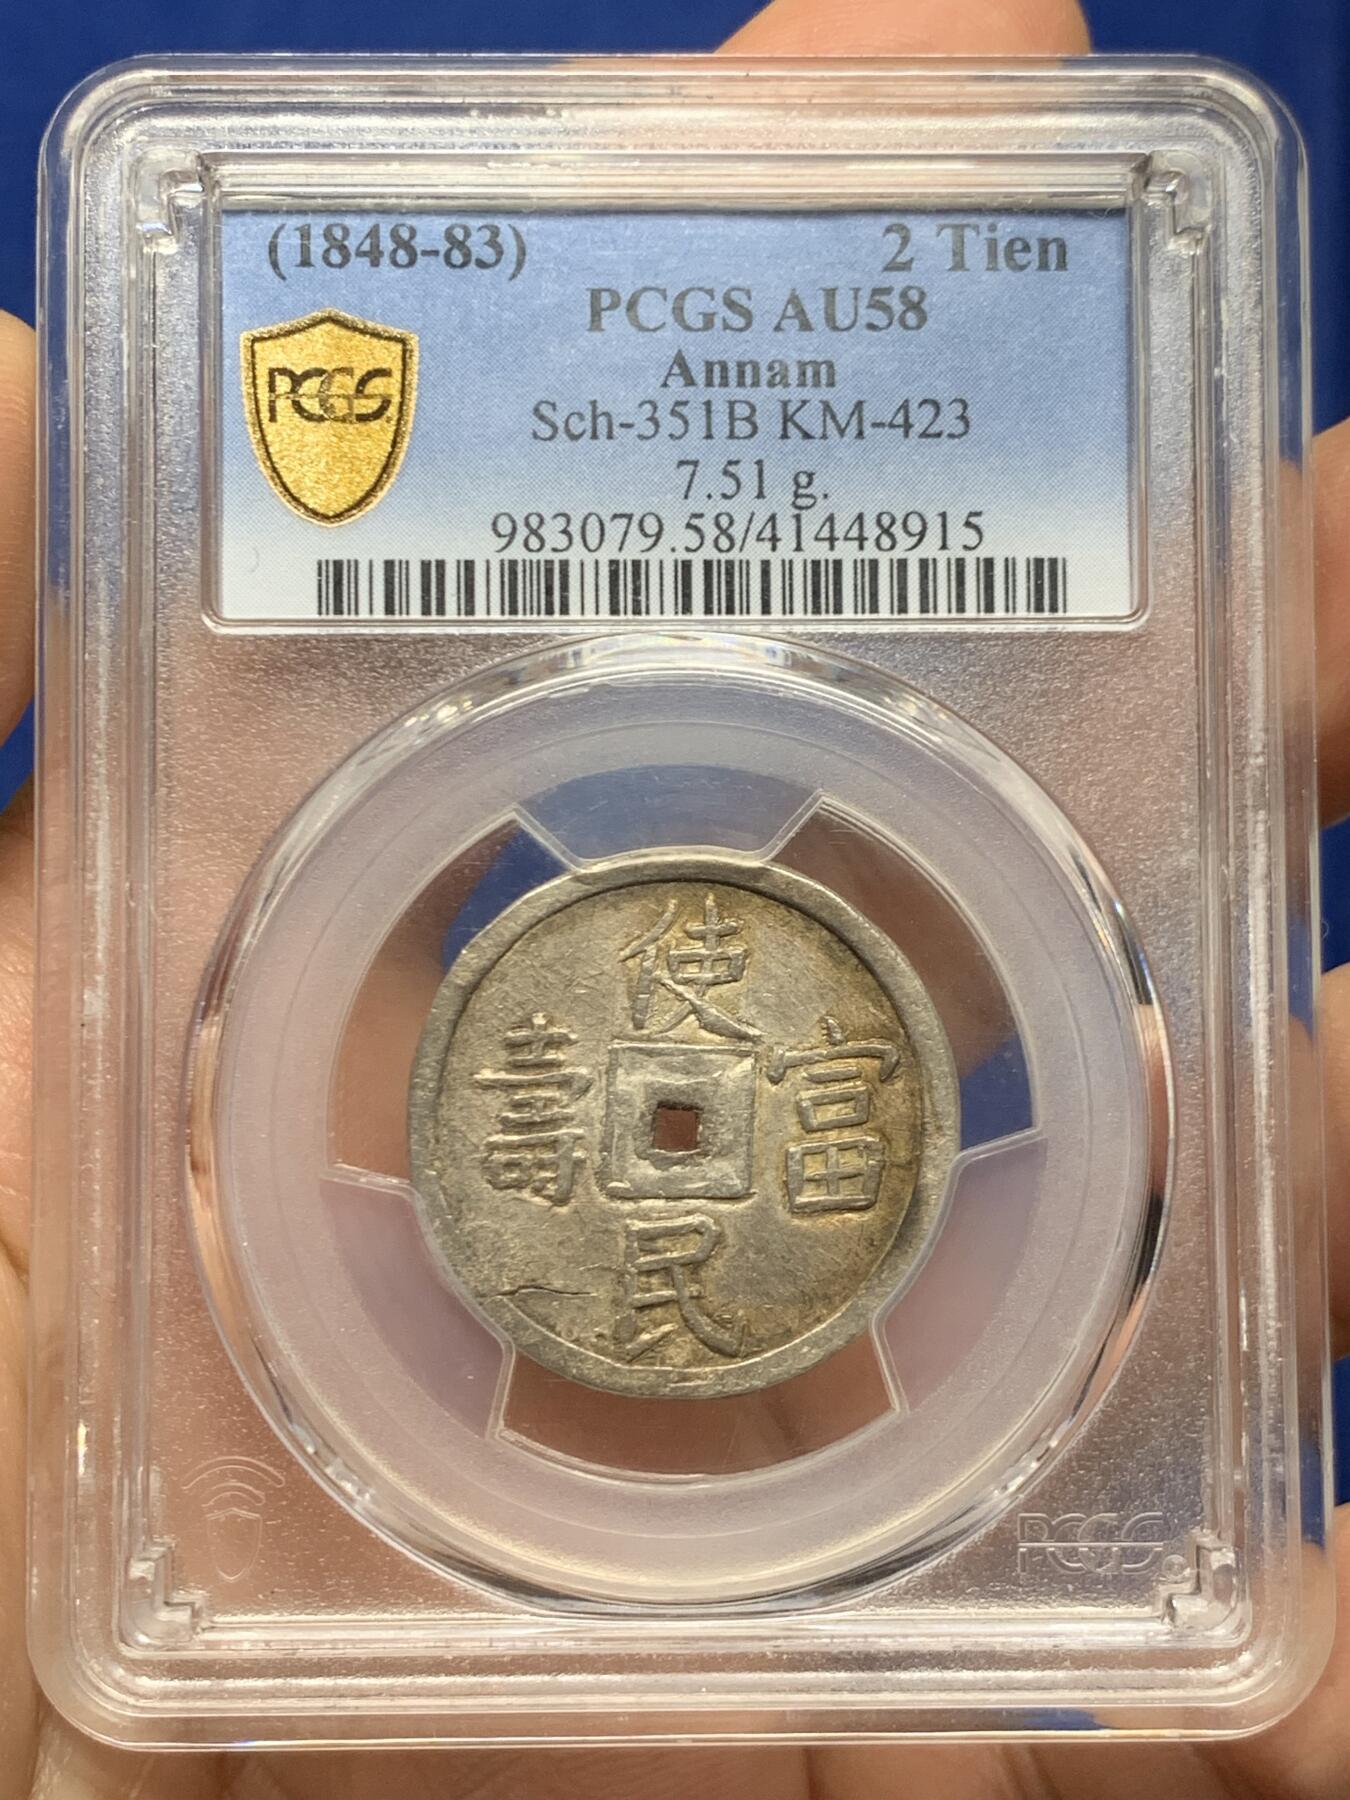 (1848-83) 2 Tien
PCGS AU58
Annam
PCGS
Sch-351B KM-423
7.51 g.
983079.58/41448915
使
富
壽
民
PCGS